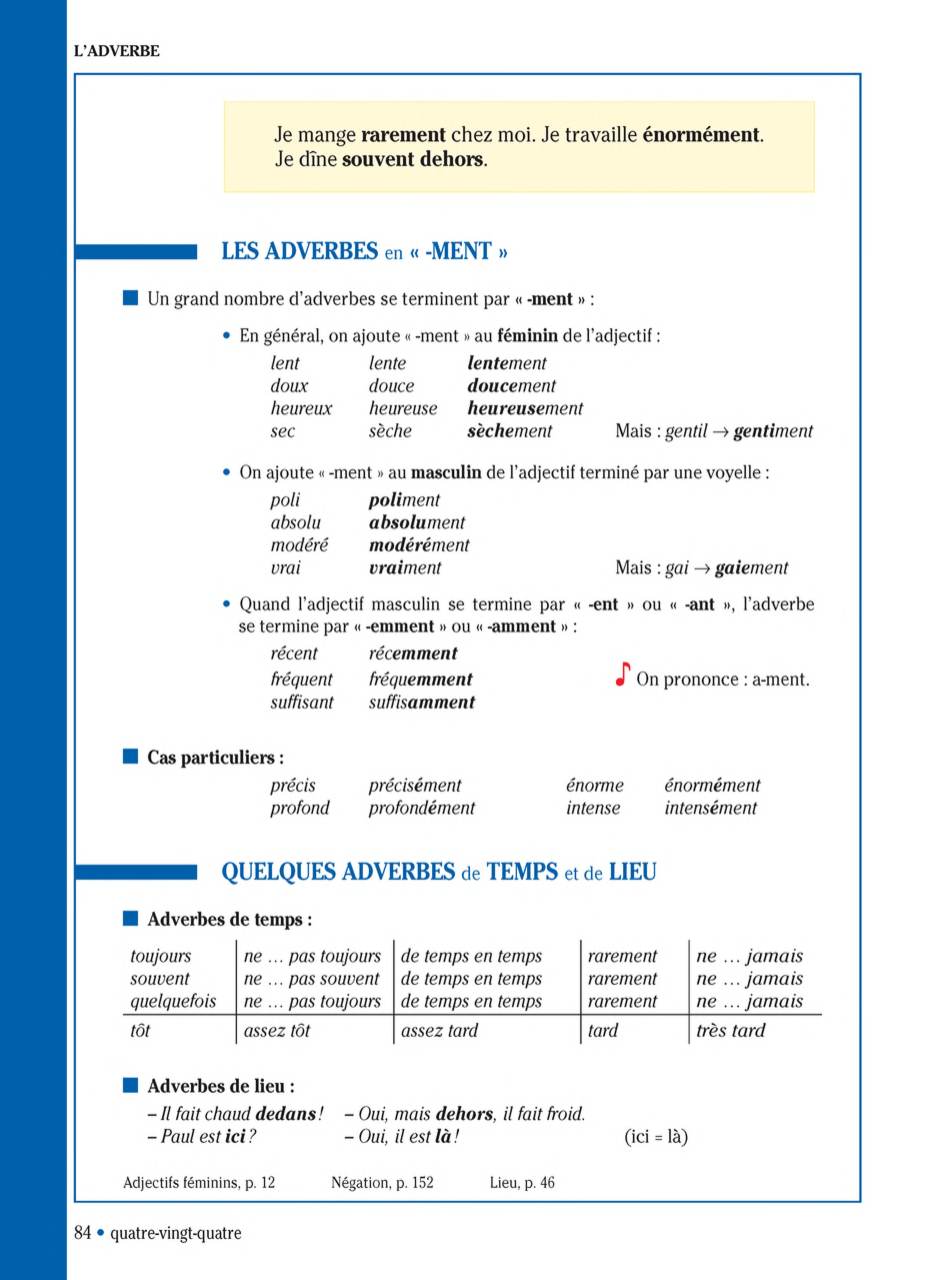 L'ADVERBE
Je mange rarement chez moi. Je travaille énormément.
Je dîne souvent dehors.
LES ADVERBES en « -MENT »
Un grand nombre d'adverbes se terminent par « -ment » :
• En général, on ajoute « -ment » au féminin de l'adjectif :
lent lente lentement
doux douce doucement
heureux heureuse heureusement
sec sèche sèchement Mais : gentil → gentiment
• On ajoute « -ment » au masculin de l'adjectif terminé par une voyelle :
poli poliment
absolu absolument
modéré modérément
vrai vraiment Mais : gai → gaiement
• Quand l'adjectif masculin se termine par « -ent » ou « -ant », l'adverbe
se termine par « -emment » ou « -amment » :
récent récemment
fréquent fréquemment On prononce : a-ment.
suffisant suffisamment
Cas particuliers :
précis précisément énorme énormément
profond profondément intense intensément
QUELQUES ADVERBES de TEMPS et de LIEU
Adverbes de temps :
toujours ne … pas toujours de temps en temps rarement ne … jamais
souvent ne … pas souvent de temps en temps rarement ne … jamais
quelquefois ne … pas toujours de temps en temps rarement ne … jamais
tôt assez tôt assez tard tard très tard
Adverbes de lieu :
– Il fait chaud dedans ! – Oui, mais dehors, il fait froid.
– Paul est ici ? – Oui, il est là ! (ici = là)
Adjectifs féminins, p. 12 Négation, p. 152 Lieu, p. 46
84 • quatre-vingt-quatre